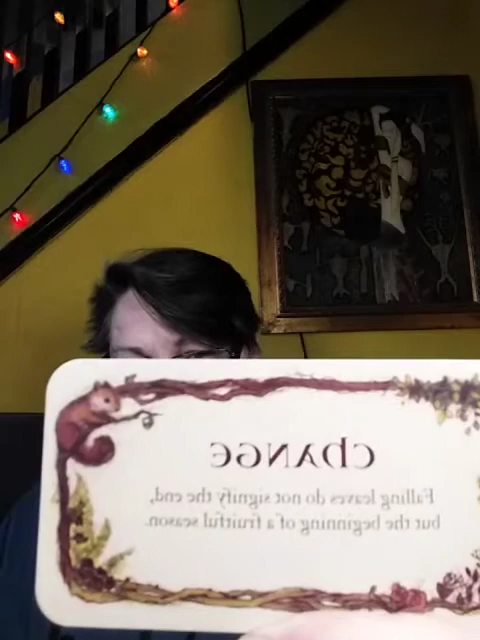 CHANGE
Falling leaves do not signify the end,
but the beginning of a fruitful season.